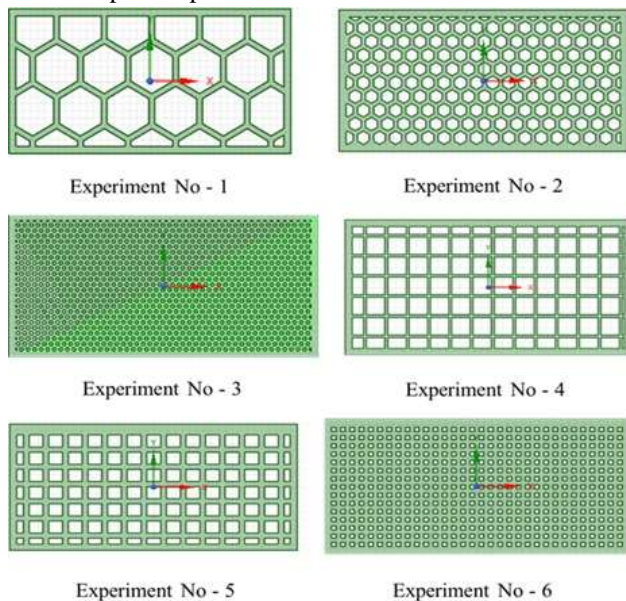 Experiment No - 1
Experiment No - 2
Experiment No - 3
Experiment No - 4
Experiment No - 5
Experiment No - 6